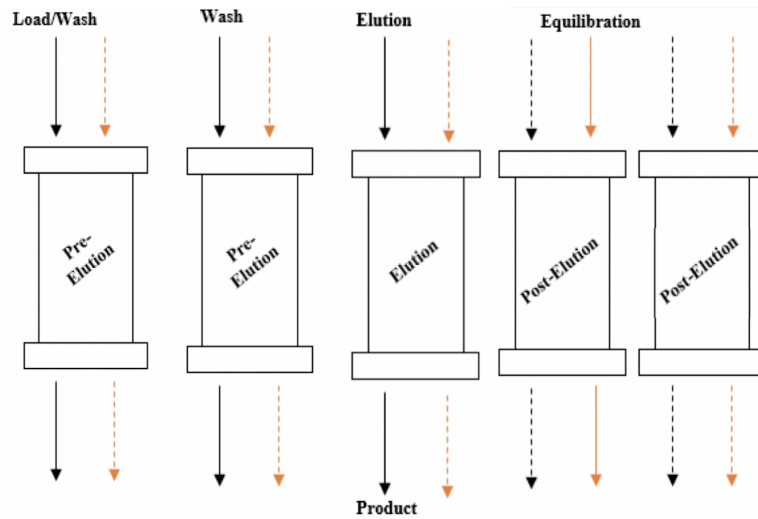 Load/Wash
Wash
Elution
Equilibration
Pre-
Elution
Pre-
Elution
Elution
Post-Elution
Post-Elution
Product